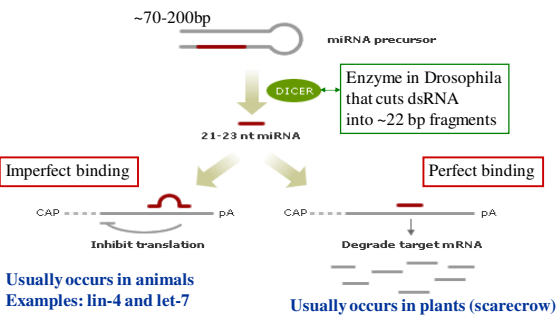 ~70-200bp
miRNA precursor
DICER
Enzyme in Drosophila
that cuts dsRNA
into ~22 bp fragments
21-23 nt miRNA
Imperfect binding
Perfect binding
CAP
pA
CAP
pA
Inhibit translation
Degrade target mRNA
Usually occurs in animals
Examples: lin-4 and let-7
Usually occurs in plants (scarecrow)